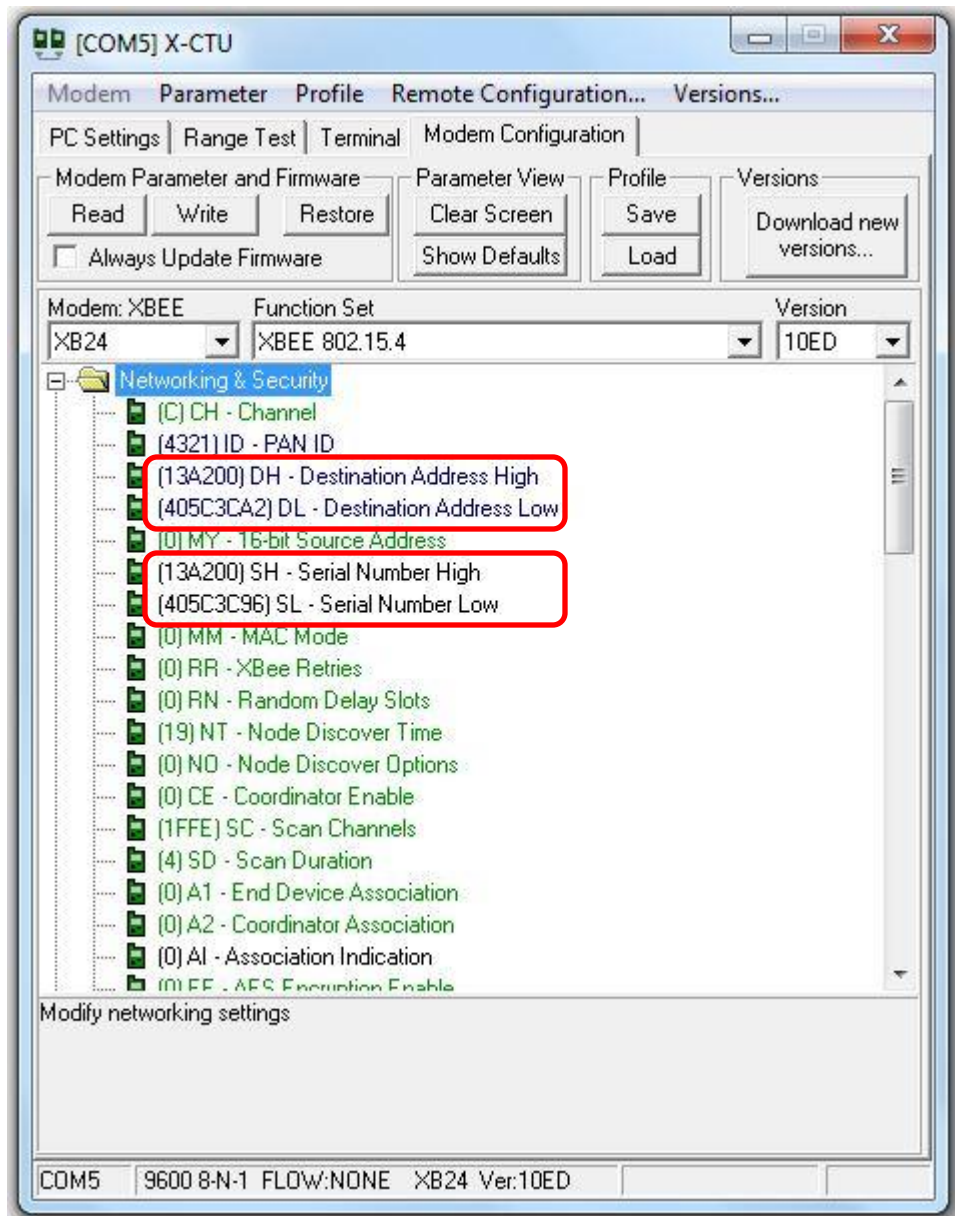 [COM5] X-CTU
Modem Parameter Profile Remote Configuration... Versions...
PC Settings Range Test Terminal Modem Configuration
Modem Parameter and Firmware Parameter View Profile Versions
Read Write Restore Clear Screen Save Download new versions...
Always Update Firmware Show Defaults Load
Modem: XBEE Function Set Version
XB24 XBEE 802.15.4 10ED
Networking & Security
(C) CH - Channel
(4321) ID - PAN ID
(13A200) DH - Destination Address High
(405C3CA2) DL - Destination Address Low
(0) MY - 16-bit Source Address
(13A200) SH - Serial Number High
(405C3C96) SL - Serial Number Low
(0) MM - MAC Mode
(0) RR - XBee Retries
(0) RN - Random Delay Slots
(19) NT - Node Discover Time
(0) NO - Node Discover Options
(0) CE - Coordinator Enable
(1FFE) SC - Scan Channels
(4) SD - Scan Duration
(0) A1 - End Device Association
(0) A2 - Coordinator Association
(0) AI - Association Indication
(0) EE - AES Encryption Enable
Modify networking settings
COM5 9600 8-N-1 FLOW:NONE XB24 Ver:10ED